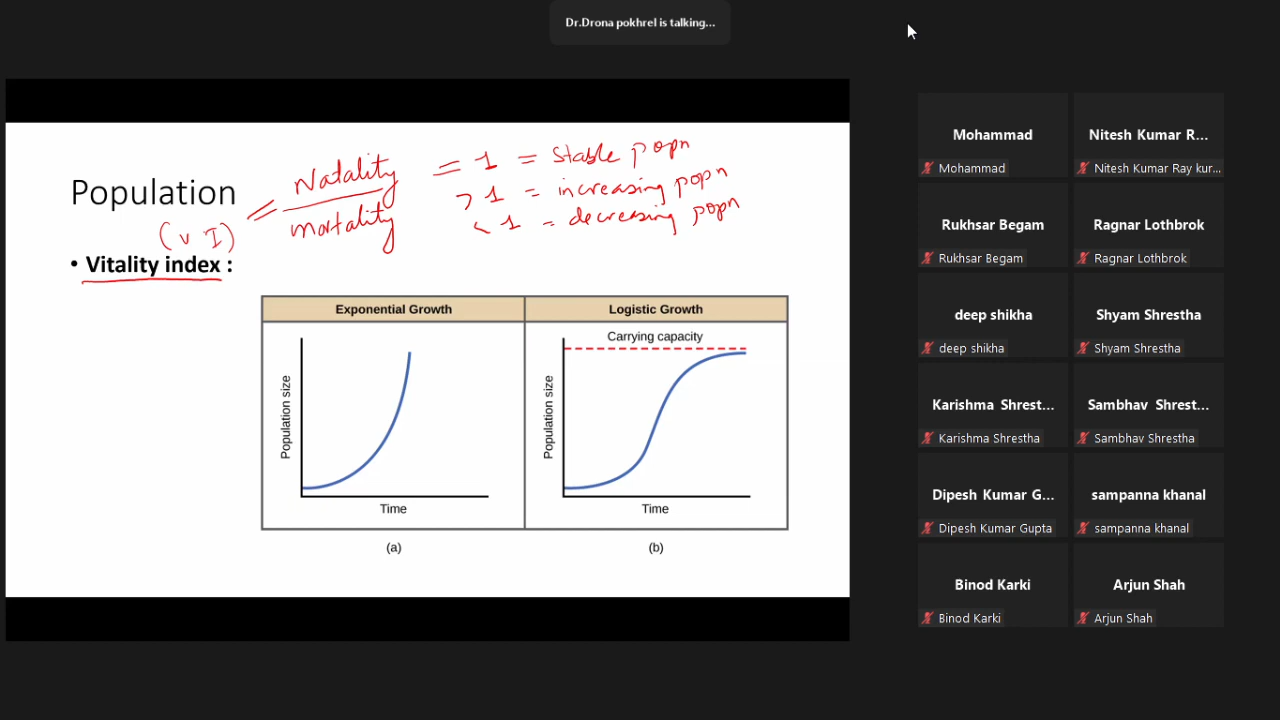 Dr.Drona pokhrel is talking...
Population
(V I) = Natality / mortality
= 1 = Stable popn
> 1 = increasing popn
< 1 = decreasing popn
• Vitality index :
Exponential Growth
Population size
Time
(a)
Logistic Growth
Carrying capacity
Population size
Time
(b)
Mohammad
Mohammad
Nitesh Kumar R...
Nitesh Kumar Ray kur...
Rukhsar Begam
Rukhsar Begam
Ragnar Lothbrok
Ragnar Lothbrok
deep shikha
deep shikha
Shyam Shrestha
Shyam Shrestha
Karishma Shrest...
Karishma Shrestha
Sambhav Shrest...
Sambhav Shrestha
Dipesh Kumar G...
Dipesh Kumar Gupta
sampanna khanal
sampanna khanal
Binod Karki
Binod Karki
Arjun Shah
Arjun Shah